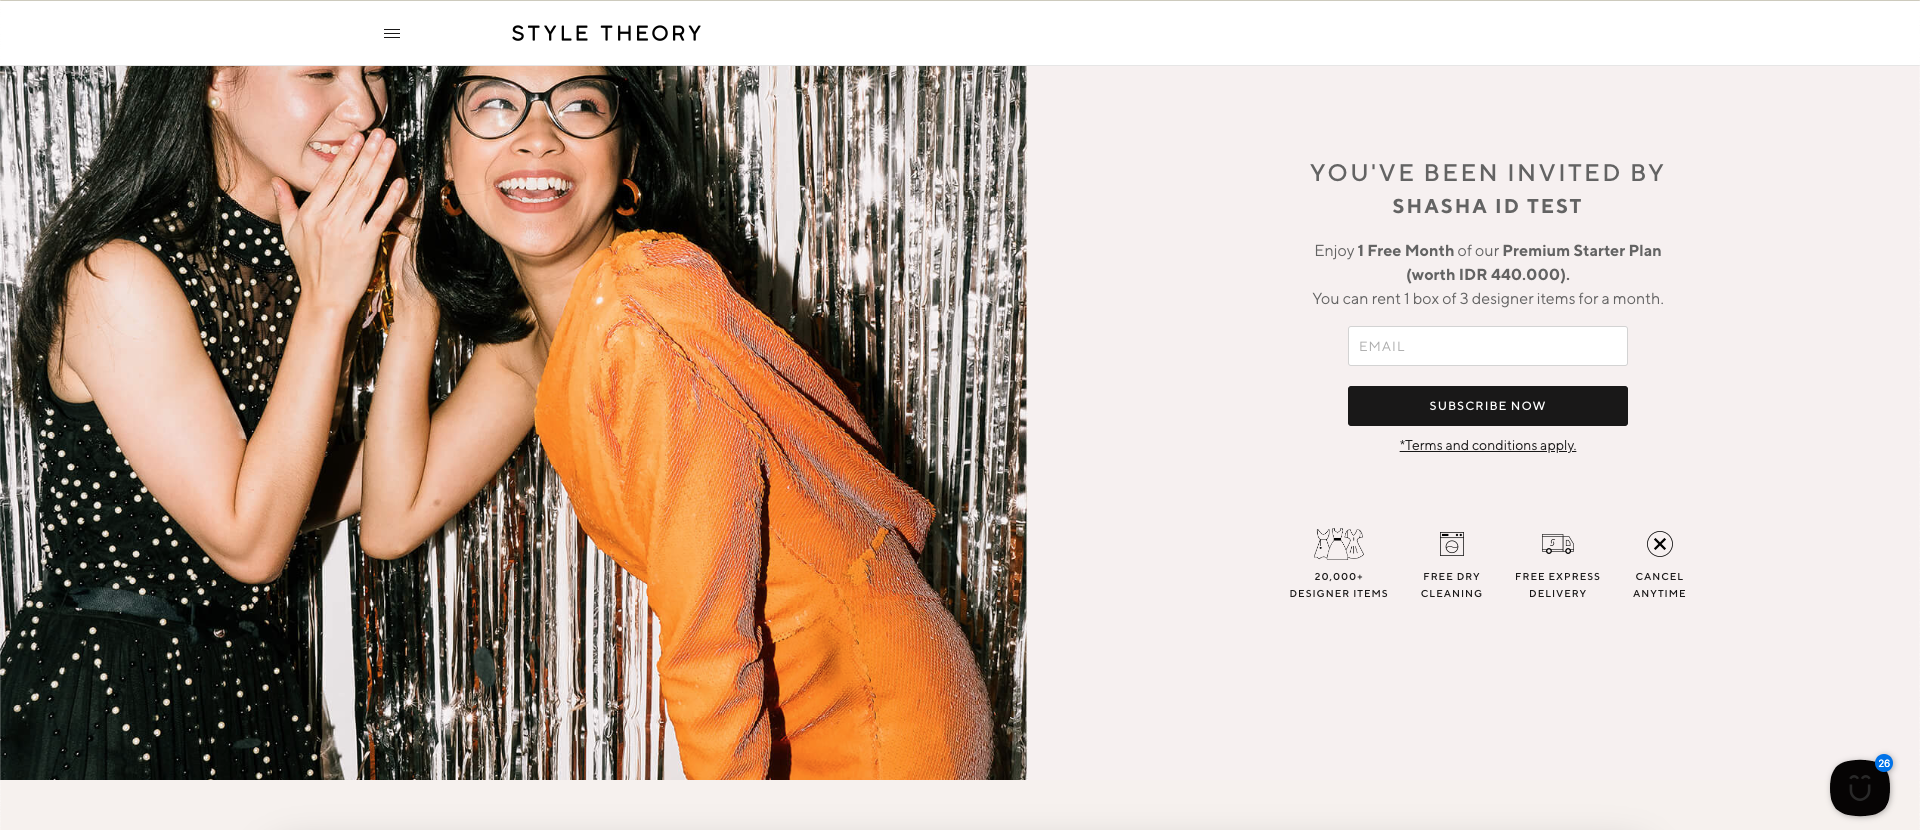 STYLE THEORY
YOU'VE BEEN INVITED BY
SHASHA ID TEST
Enjoy 1 Free Month of our Premium Starter Plan
(worth IDR 440.000).
You can rent 1 box of 3 designer items for a month.
EMAIL
SUBSCRIBE NOW
*Terms and conditions apply.
20,000+
DESIGNER ITEMS
FREE DRY
CLEANING
FREE EXPRESS
DELIVERY
CANCEL
ANYTIME
26